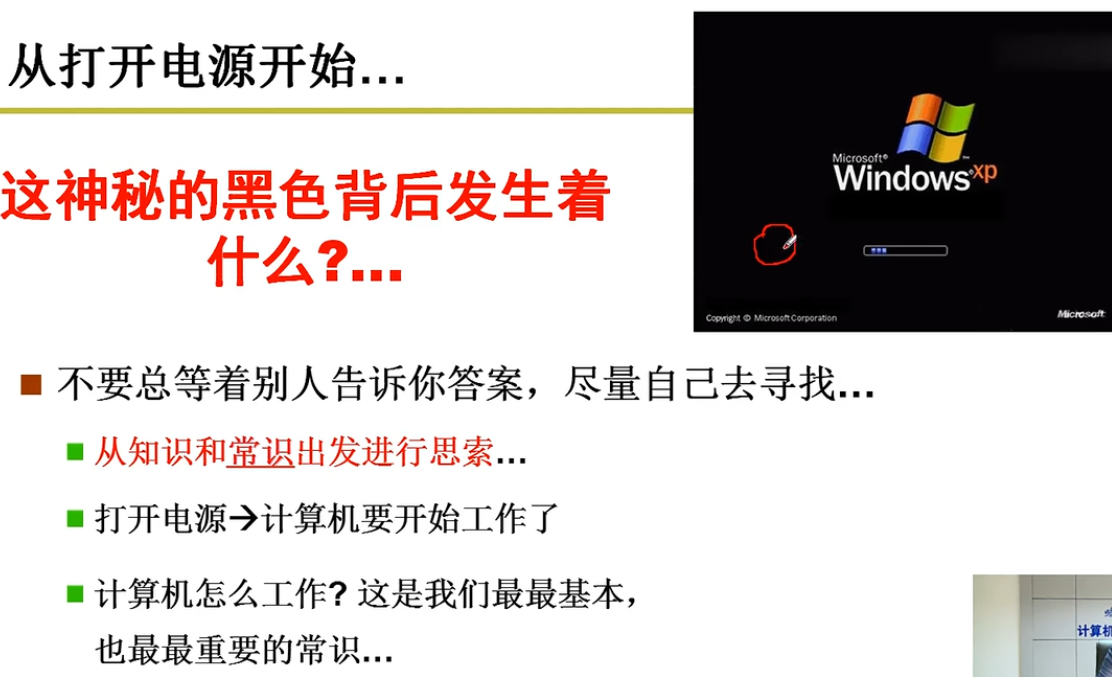 从打开电源开始…
这神秘的黑色背后发生着
什么?…
Microsoft®
Windows xp
Copyright © Microsoft Corporation
Microsoft
不要总等着别人告诉你答案，尽量自己去寻找…
从知识和常识出发进行思索…
打开电源→计算机要开始工作了
计算机怎么工作? 这是我们最最基本，
也最最重要的常识…
计算机